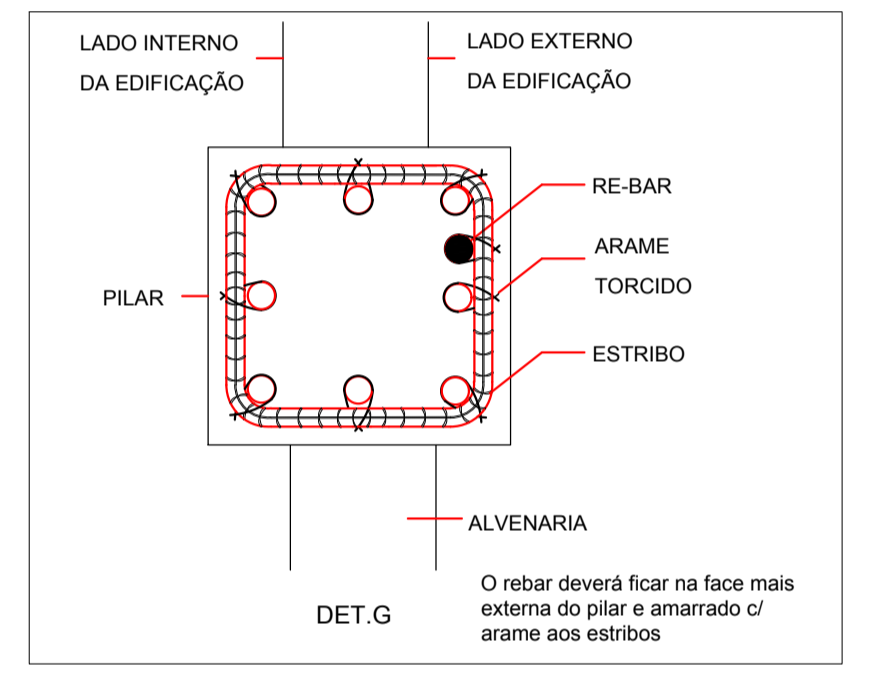 LADO INTERNO
DA EDIFICAÇÃO
LADO EXTERNO
DA EDIFICAÇÃO
RE-BAR
ARAME
TORCIDO
PILAR
ESTRIBO
ALVENARIA
DET.G
O rebar deverá ficar na face mais
externa do pilar e amarrado c/
arame aos estribos